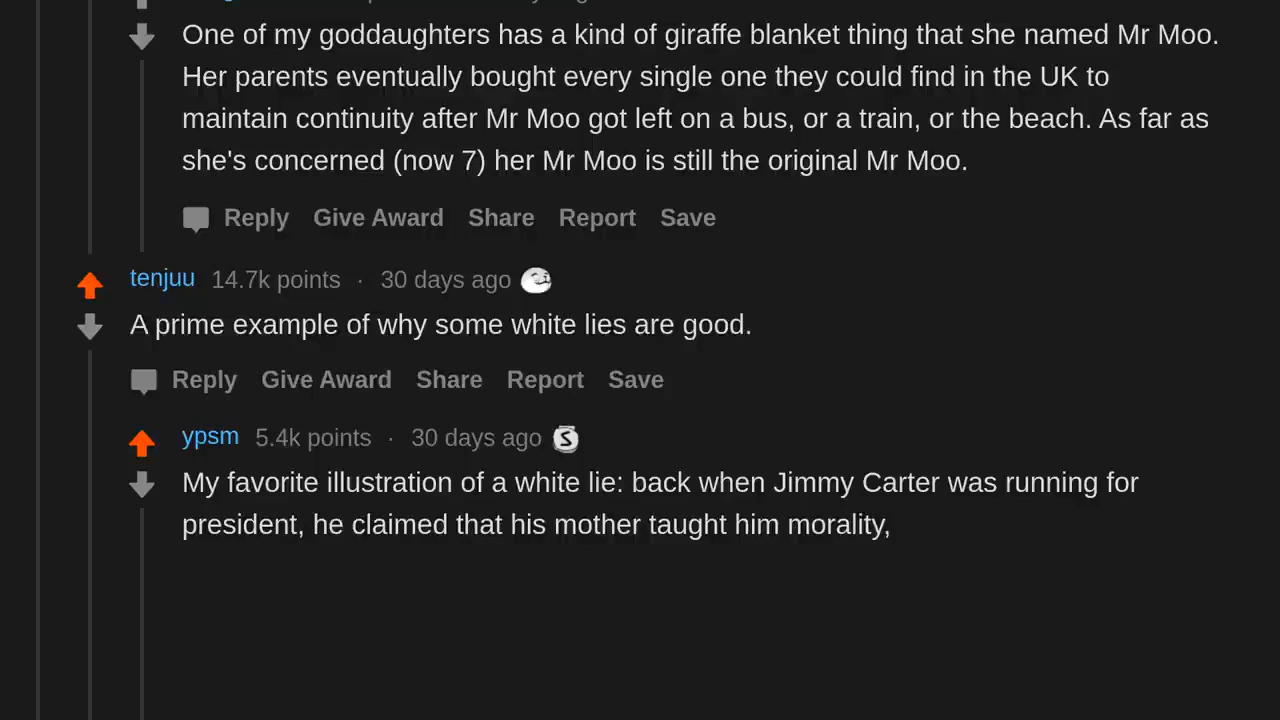 One of my goddaughters has a kind of giraffe blanket thing that she named Mr Moo.
Her parents eventually bought every single one they could find in the UK to
maintain continuity after Mr Moo got left on a bus, or a train, or the beach. As far as
she's concerned (now 7) her Mr Moo is still the original Mr Moo.
Reply Give Award Share Report Save
tenjuu 14.7k points · 30 days ago
A prime example of why some white lies are good.
Reply Give Award Share Report Save
ypsm 5.4k points · 30 days ago
My favorite illustration of a white lie: back when Jimmy Carter was running for
president, he claimed that his mother taught him morality,